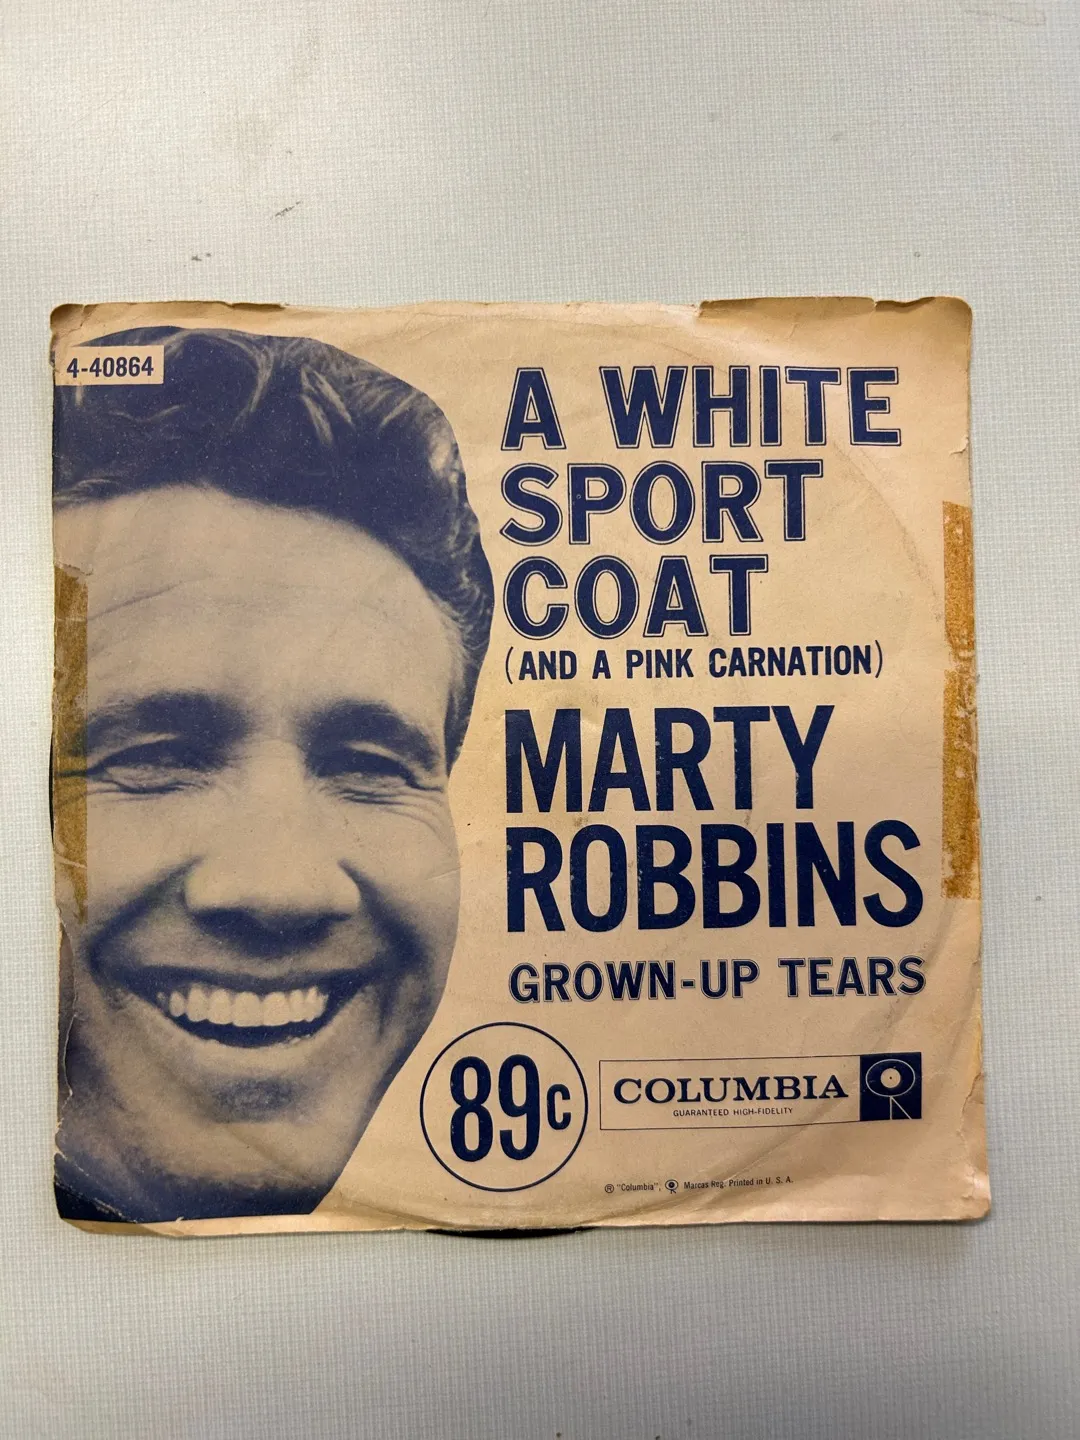 4-40864
A WHITE
SPORT
COAT
(AND A PINK CARNATION)
MARTY
ROBBINS
GROWN-UP TEARS
89c
COLUMBIA
GUARANTEED HIGH-FIDELITY
® "Columbia", Marcas Reg. Printed in U. S. A.